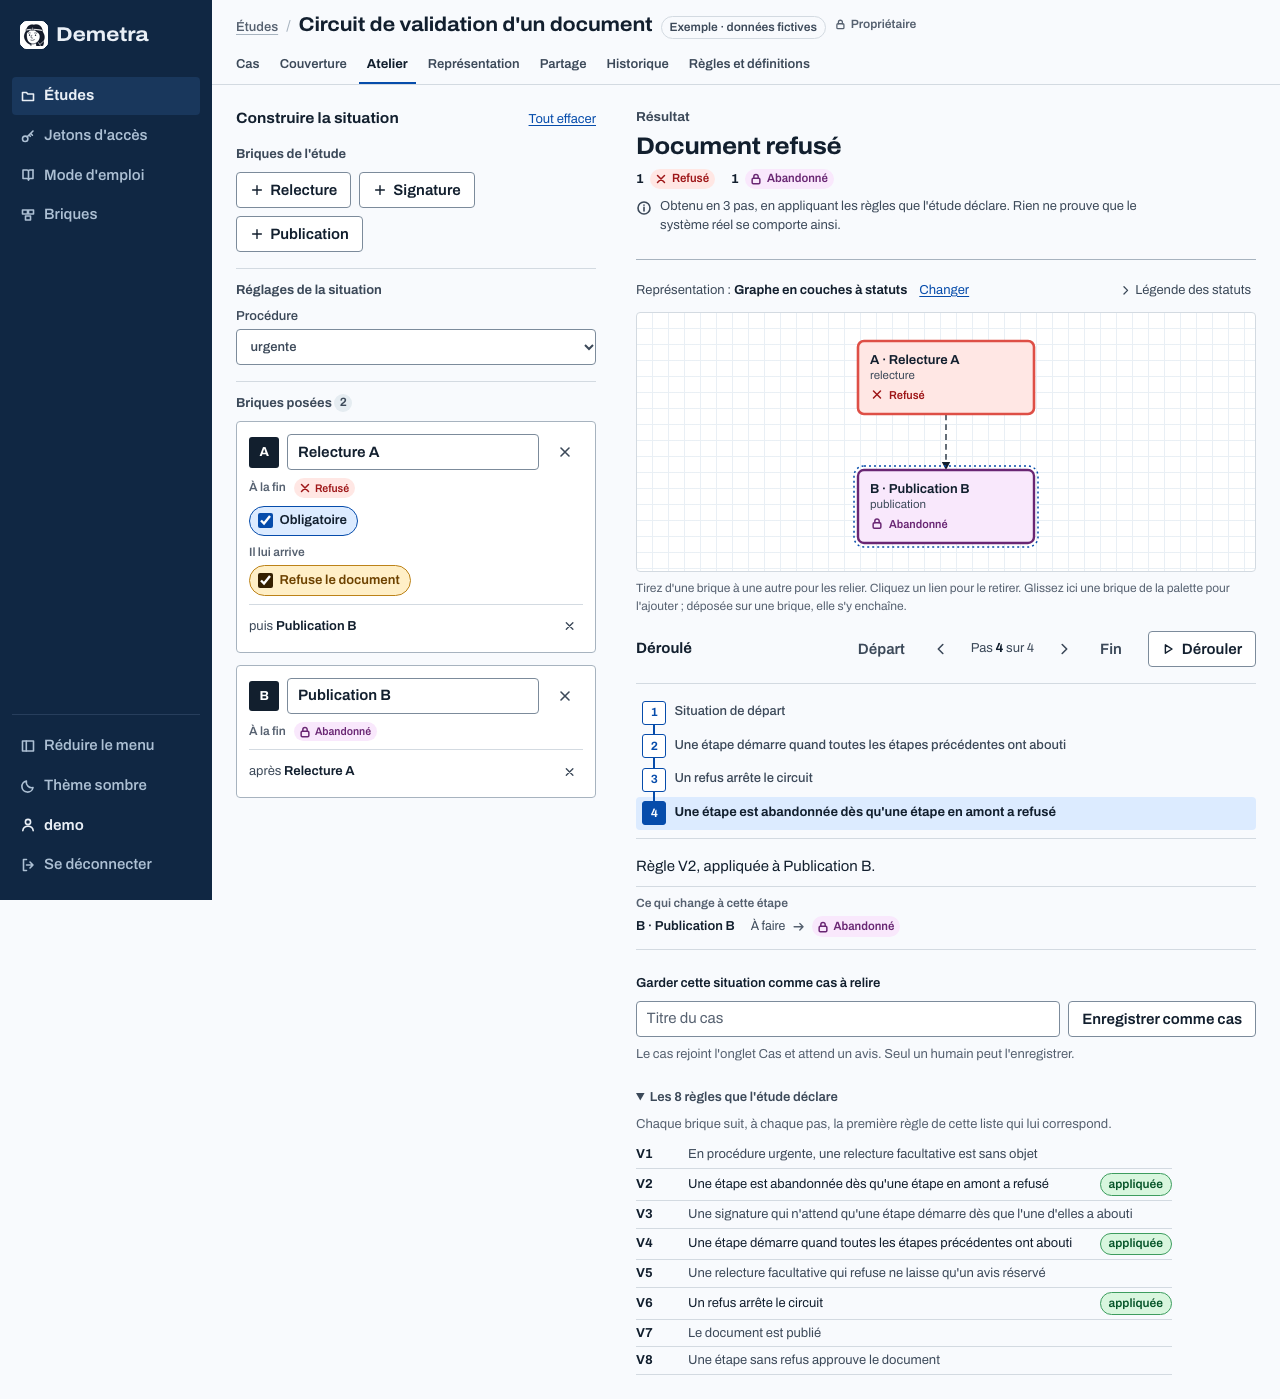 Demetra
Études
Jetons d'accès
Mode d'emploi
Briques
Réduire le menu
Thème sombre
demo
Se déconnecter
Études / Circuit de validation d'un document Exemple · données fictives Propriétaire
Cas Couverture Atelier Représentation Partage Historique Règles et définitions
Construire la situation Tout effacer
Briques de l'étude
Relecture Signature
Publication
Réglages de la situation
Procédure
urgente
Briques posées 2
A Relecture A
À la fin Refusé
Obligatoire
Il lui arrive
Refuse le document
puis Publication B
B Publication B
À la fin Abandonné
après Relecture A
Résultat
Document refusé
1 Refusé 1 Abandonné
Obtenu en 3 pas, en appliquant les règles que l'étude déclare. Rien ne prouve que le
système réel se comporte ainsi.
Représentation : Graphe en couches à statuts Changer Légende des statuts
A · Relecture A
relecture
Refusé
B · Publication B
publication
Abandonné
Tirez d'une brique à une autre pour les relier. Cliquez un lien pour le retirer. Glissez ici une brique de la palette pour
l'ajouter ; déposée sur une brique, elle s'y enchaîne.
Déroulé Départ Pas 4 sur 4 Fin Dérouler
1 Situation de départ
2 Une étape démarre quand toutes les étapes précédentes ont abouti
3 Un refus arrête le circuit
4 Une étape est abandonnée dès qu'une étape en amont a refusé
Règle V2, appliquée à Publication B.
Ce qui change à cette étape
B · Publication B À faire → Abandonné
Garder cette situation comme cas à relire
Titre du cas Enregistrer comme cas
Le cas rejoint l'onglet Cas et attend un avis. Seul un humain peut l'enregistrer.
Les 8 règles que l'étude déclare
Chaque brique suit, à chaque pas, la première règle de cette liste qui lui correspond.
V1 En procédure urgente, une relecture facultative est sans objet
V2 Une étape est abandonnée dès qu'une étape en amont a refusé appliquée
V3 Une signature qui n'attend qu'une étape démarre dès que l'une d'elles a abouti
V4 Une étape démarre quand toutes les étapes précédentes ont abouti appliquée
V5 Une relecture facultative qui refuse ne laisse qu'un avis réservé
V6 Un refus arrête le circuit appliquée
V7 Le document est publié
V8 Une étape sans refus approuve le document